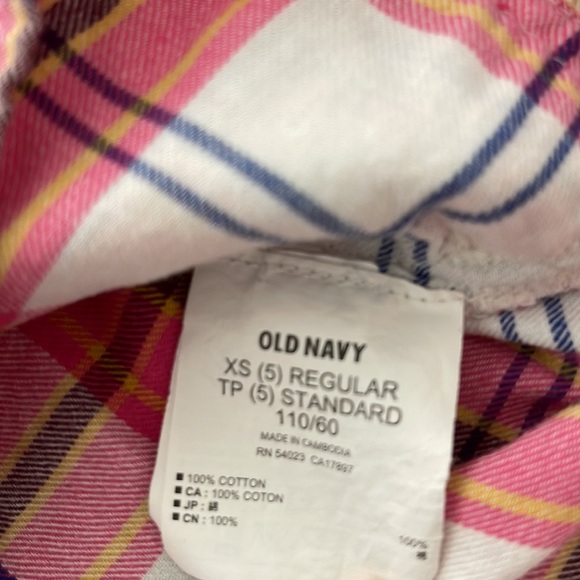 OLD NAVY
XS (5) REGULAR
TP (5) STANDARD
110/60
MADE IN CAMBODIA
RN 54023 CA17897
■ 100% COTTON
■ CA : 100% COTON
■ JP : 綿
■ CN : 100%
100%
綿